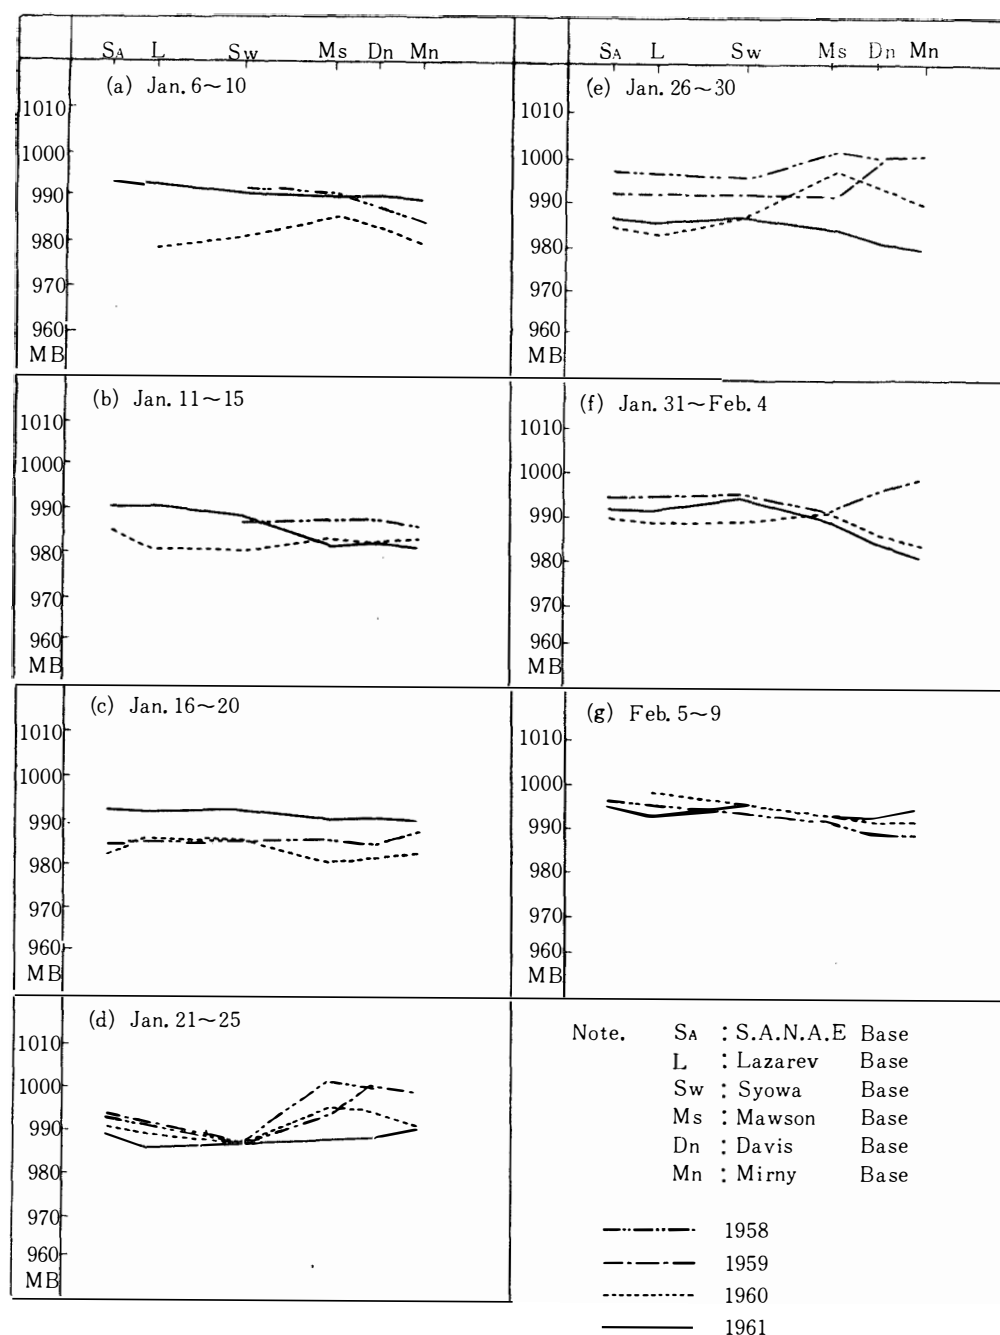 SA L Sw Ms Dn Mn
(a) Jan. 6~10
1010
1000
990
980
970
960
MB
(b) Jan. 11~15
1010
1000
990
980
970
960
MB
(c) Jan. 16~20
1010
1000
990
980
970
960
MB
(d) Jan. 21~25
1010
1000
990
980
970
960
MB
SA L Sw Ms Dn Mn
(e) Jan. 26~30
1010
1000
990
980
970
960
MB
(f) Jan. 31~Feb. 4
1010
1000
990
980
970
960
MB
(g) Feb. 5~9
1010
1000
990
980
970
960
MB
Note. SA : S.A.N.A.E Base
L : Lazarev Base
Sw : Syowa Base
Ms : Mawson Base
Dn : Davis Base
Mn : Mirny Base
1958
1959
1960
1961